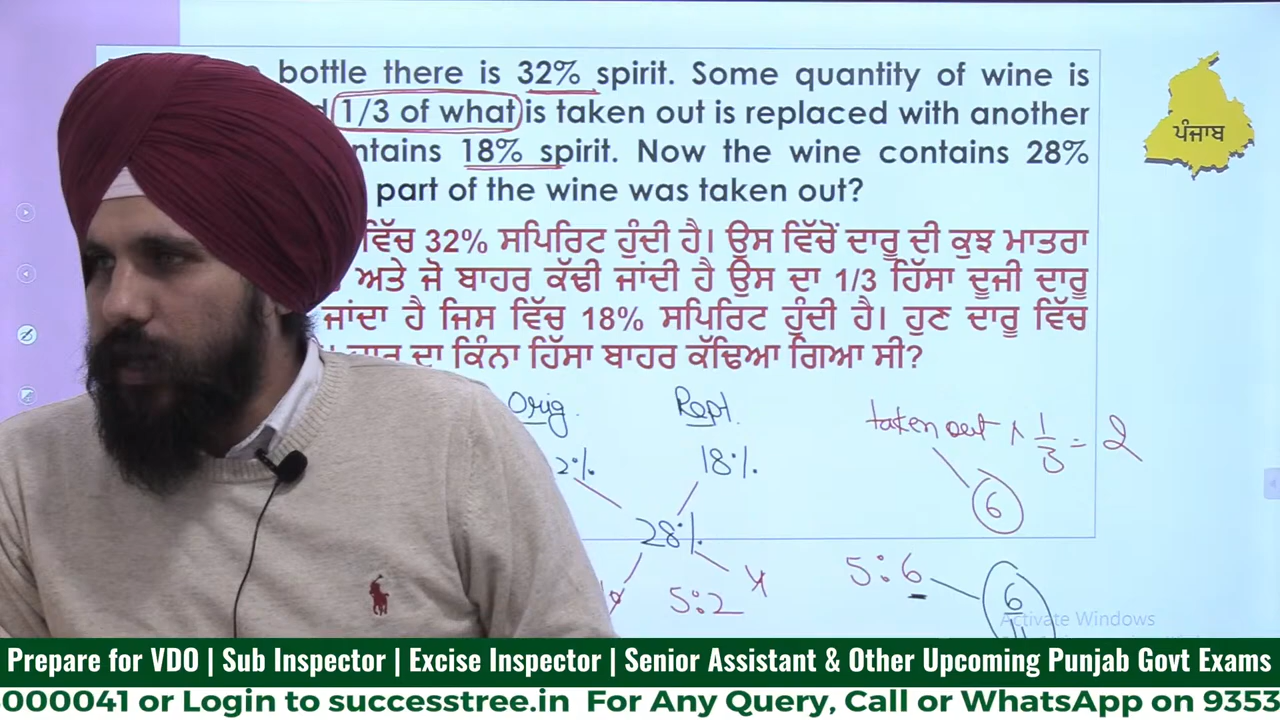 bottle there is 32% spirit. Some quantity of wine is
1/3 of what is taken out is replaced with another
ntains 18% spirit. Now the wine contains 28%
part of the wine was taken out?
ਵਿੱਚ 32% ਸਪਿਰਿਟ ਹੁੰਦੀ ਹੈ। ਉਸ ਵਿੱਚੋਂ ਦਾਰੂ ਦੀ ਕੁਝ ਮਾਤਰਾ
ਅਤੇ ਜੋ ਬਾਹਰ ਕੱਢੀ ਜਾਂਦੀ ਹੈ ਉਸ ਦਾ 1/3 ਹਿੱਸਾ ਦੂਜੀ ਦਾਰੂ
ਜਾਂਦਾ ਹੈ ਜਿਸ ਵਿੱਚ 18% ਸਪਿਰਿਟ ਹੁੰਦੀ ਹੈ। ਹੁਣ ਦਾਰੂ ਵਿੱਚ
ਦਾ ਕਿੰਨਾ ਹਿੱਸਾ ਬਾਹਰ ਕੱਢਿਆ ਗਿਆ ਸੀ?
ਪੰਜਾਬ
Orig. Repl.
2% 18%
28%
5:2
taken out × 1/3 = 2
6
5:6
6/11
Activate Windows
Prepare for VDO | Sub Inspector | Excise Inspector | Senior Assistant & Other Upcoming Punjab Govt Exams
000041 or Login to successtree.in For Any Query, Call or WhatsApp on 9353